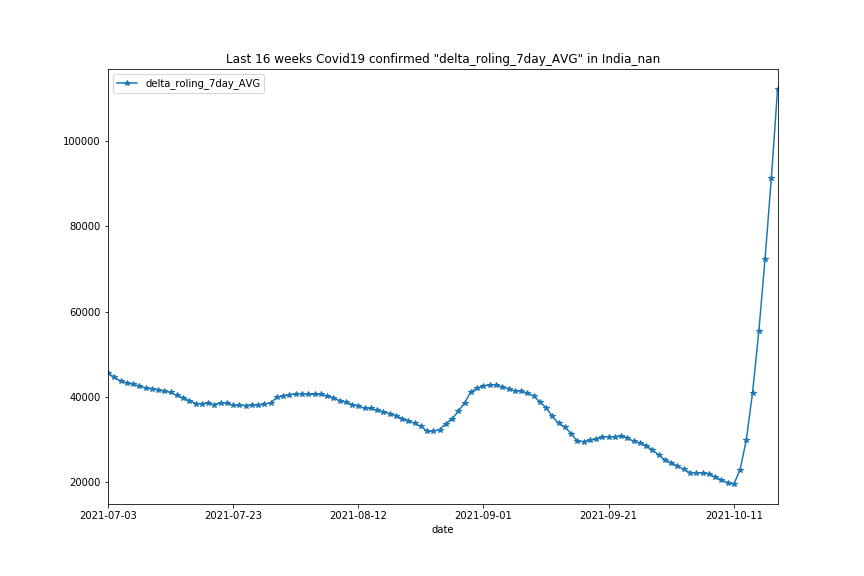 Last 16 weeks Covid19 confirmed "delta_roling_7day_AVG" in India_nan
delta_roling_7day_AVG
100000
80000
60000
40000
20000
2021-07-03 2021-07-23 2021-08-12 2021-09-01 2021-09-21 2021-10-11
date